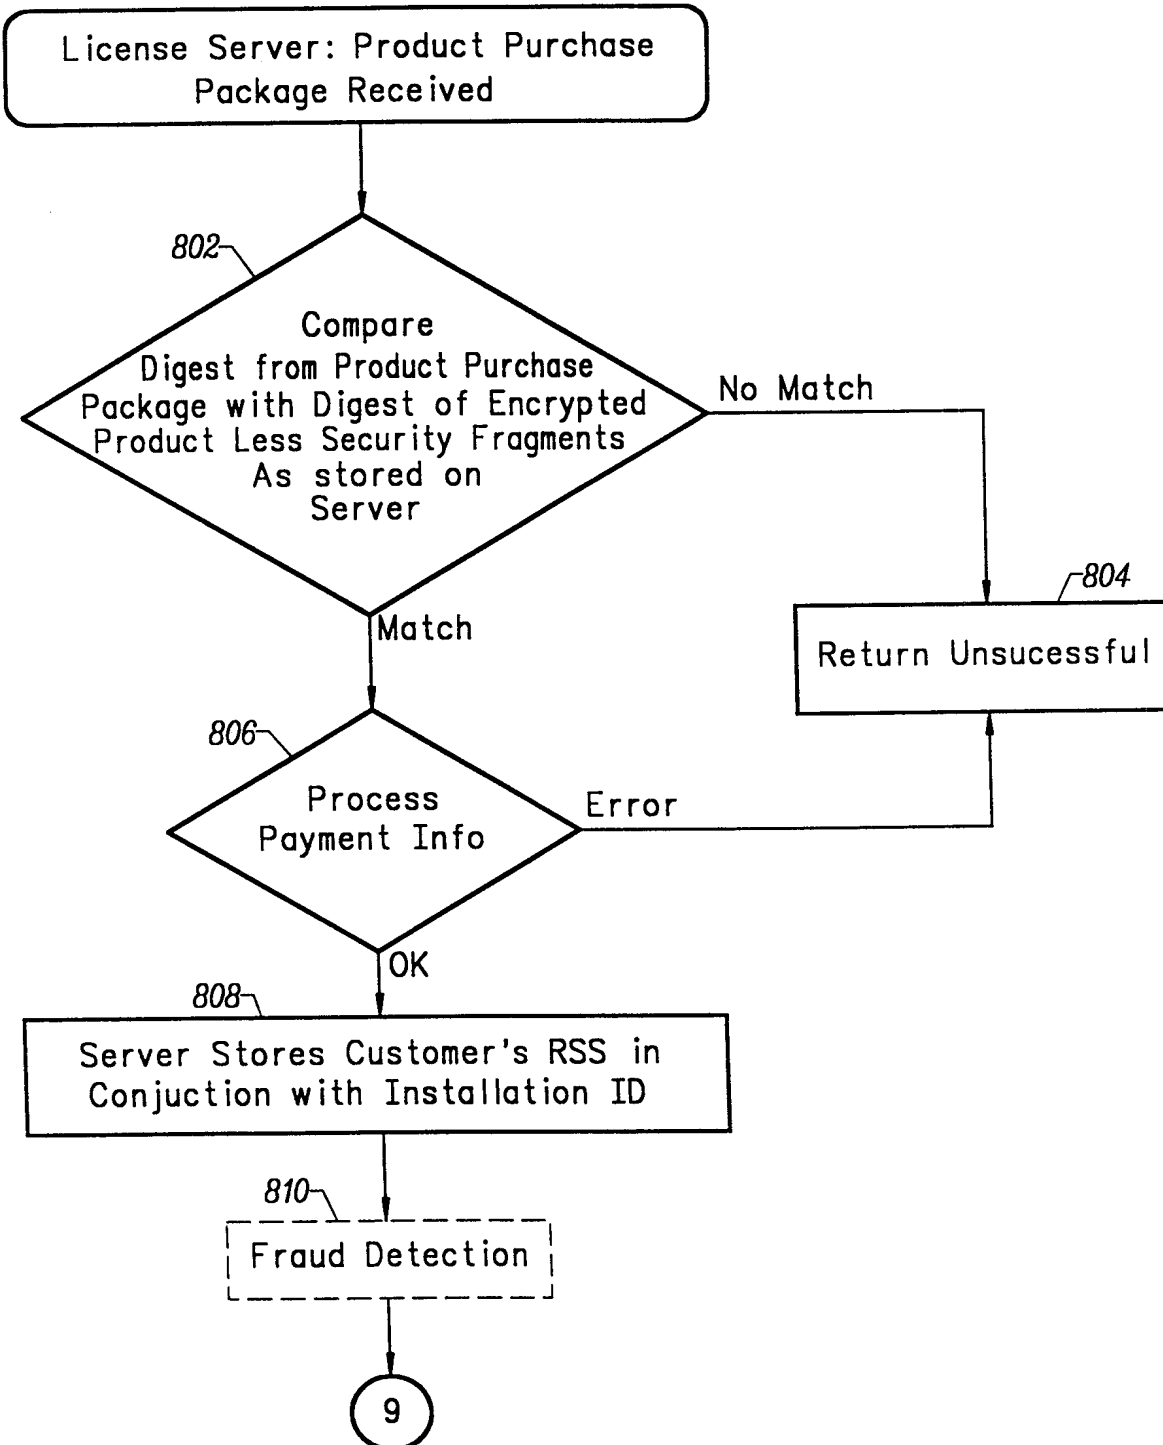 License Server: Product Purchase
Package Received
802
Compare
Digest from Product Purchase
Package with Digest of Encrypted
Product Less Security Fragments
As stored on
Server
No Match
Match
804
Return Unsucessful
806
Process
Payment Info
Error
OK
808
Server Stores Customer's RSS in
Conjuction with Installation ID
810
Fraud Detection
9